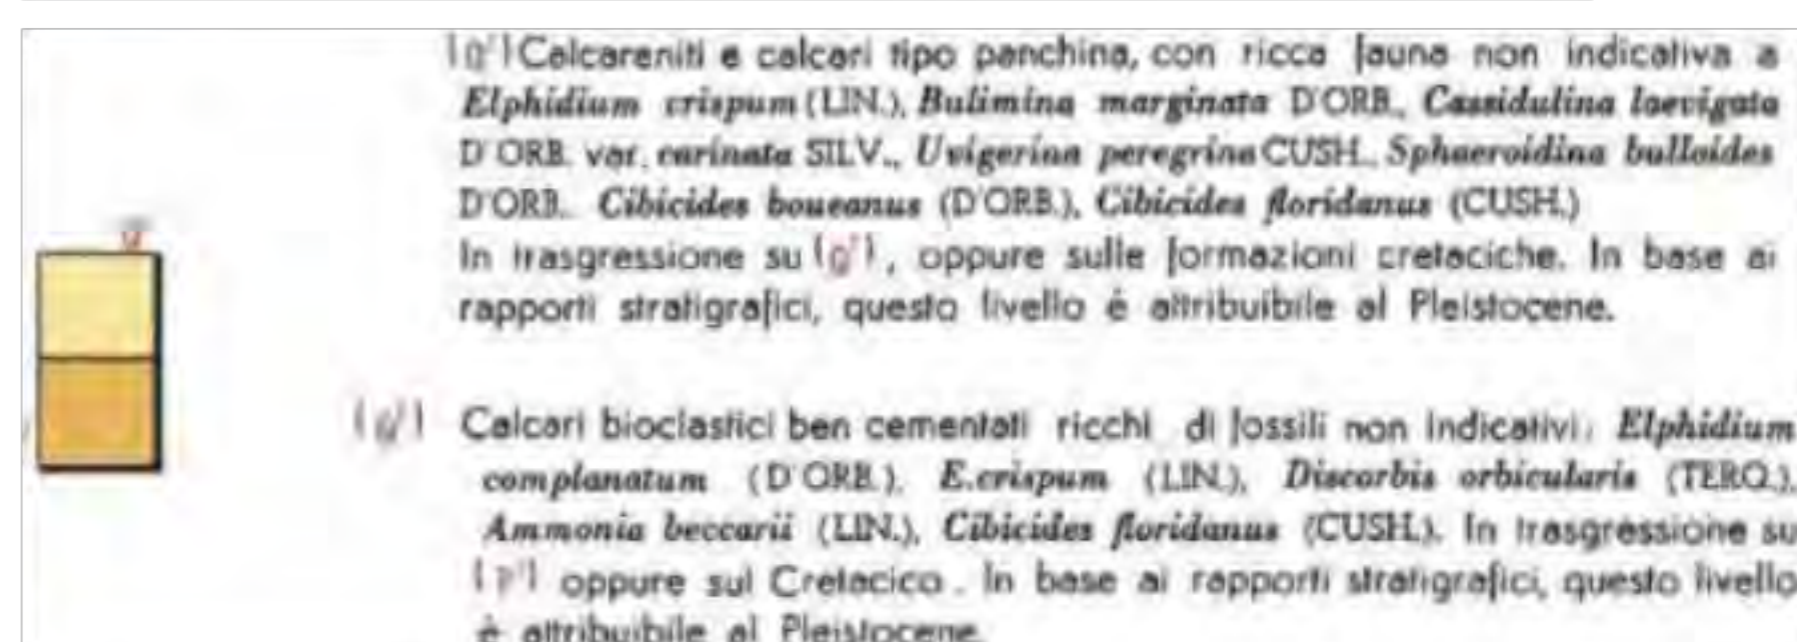 Calcareniti e calcari tipo panchina, con ricca fauna non indicativa a
Elphidium crispum (LIN.), Bulimina marginata D'ORB., Cassidulina laevigata
D'ORB. var. carinata SILV., Uvigerina peregrina CUSH., Sphaeroidina bulloides
D'ORB. Cibicides boueanus (D'ORB.), Cibicides floridanus (CUSH.)
In trasgressione su, oppure sulle formazioni cretaciche. In base ai
rapporti stratigrafici, questo livello è attribuibile al Pleistocene.
Calcari bioclastici ben cementati ricchi di fossili non indicativi: Elphidium
complanatum (D'ORB.), E.crispum (LIN.), Discorbis orbicularis (TERQ.),
Ammonia beccarii (LIN.), Cibicides floridanus (CUSH.). In trasgressione su
oppure sul Cretacico. In base ai rapporti stratigrafici, questo livello
è attribuibile al Pleistocene.